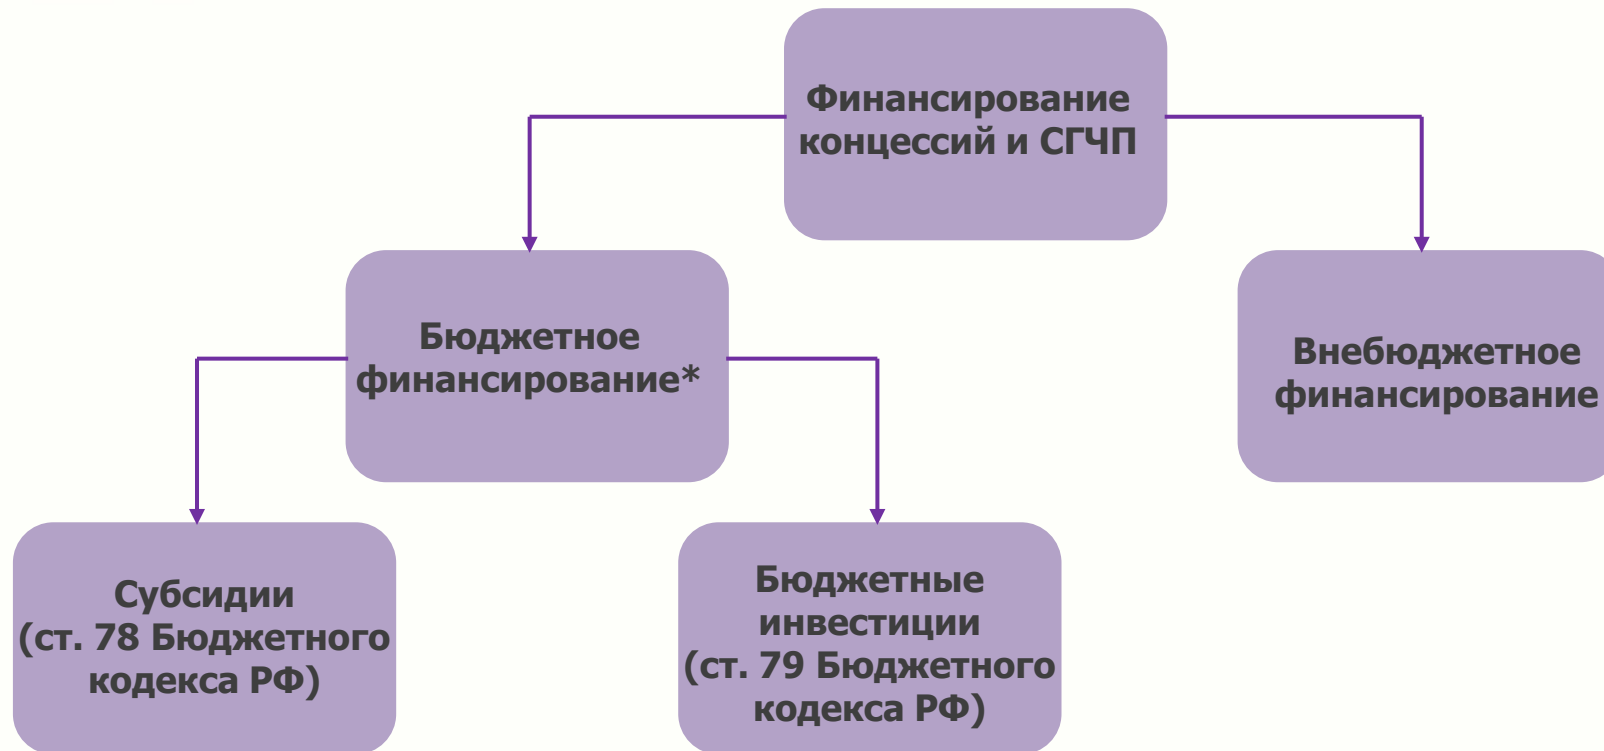 Финансирование
концессий и СГЧП
Бюджетное
финансирование*
Внебюджетное
финансирование
Субсидии
(ст. 78 Бюджетного
кодекса РФ)
Бюджетные
инвестиции
(ст. 79 Бюджетного
кодекса РФ)